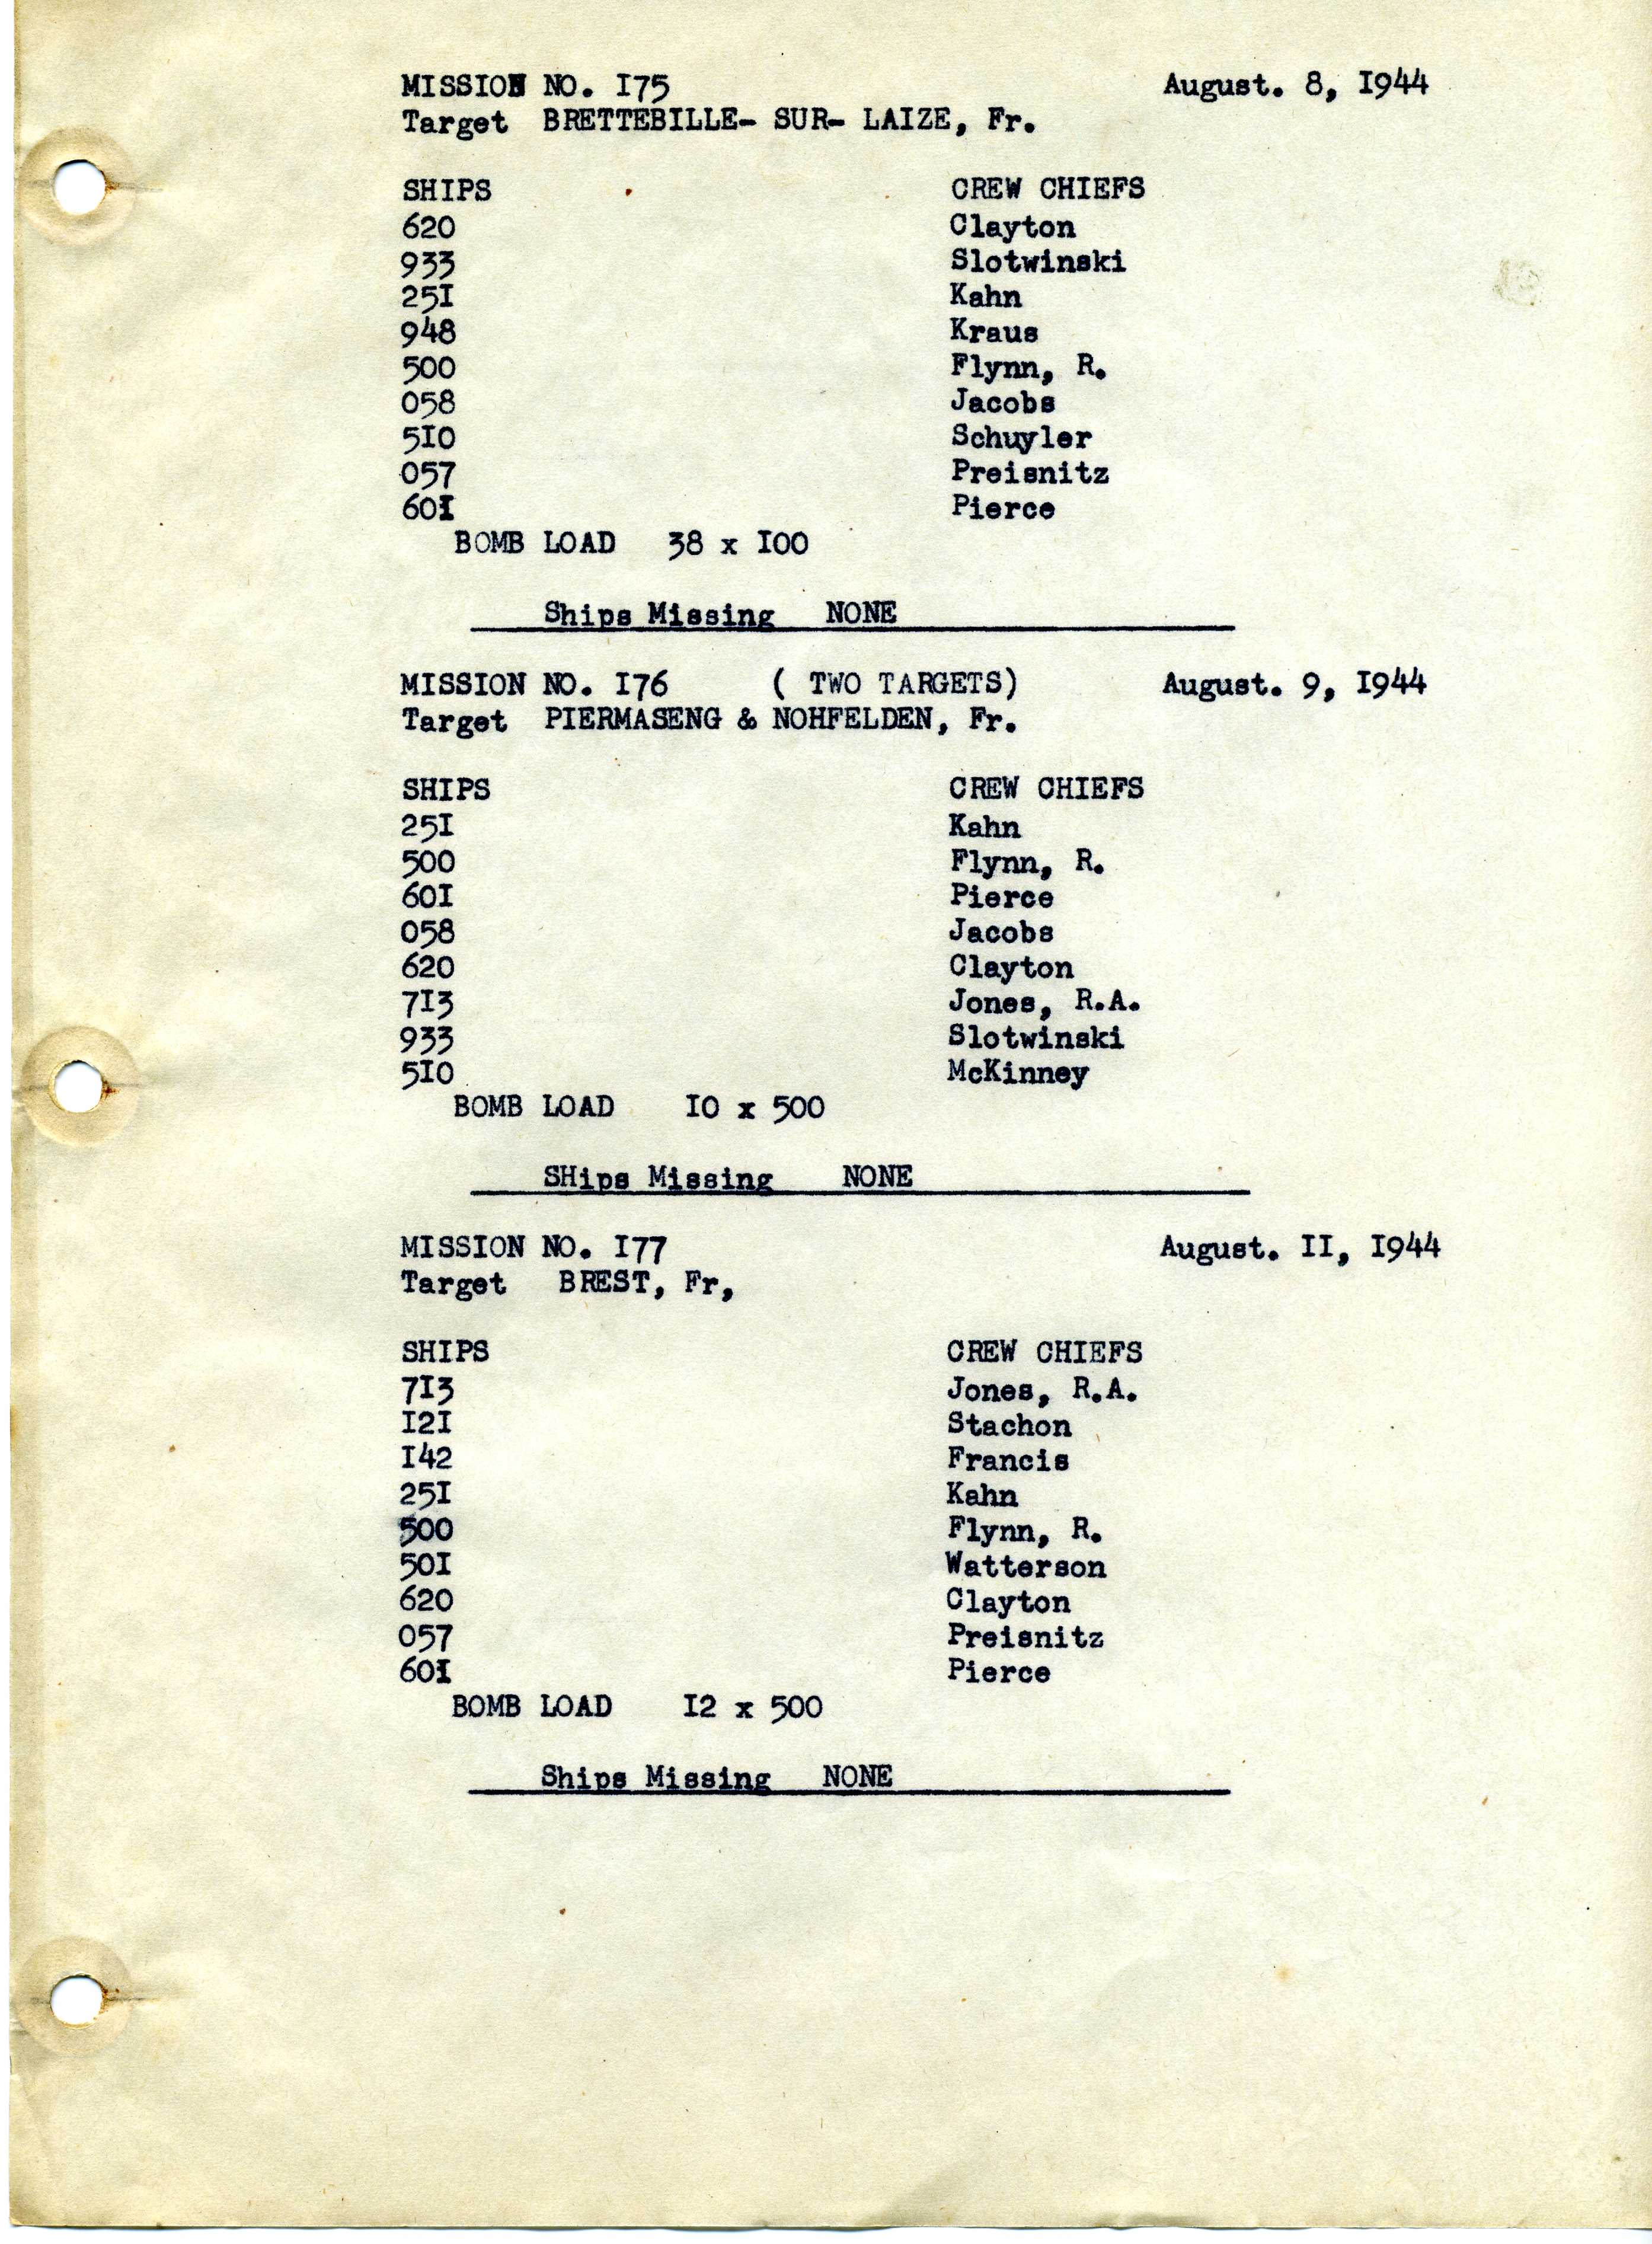 MISSION NO. I75 August. 8, I944
Target BRETTEBILLE- SUR- LAIZE, Fr.
SHIPS CREW CHIEFS
620 Clayton
933 Slotwinski
25I Kahn
948 Kraus
500 Flynn, R.
058 Jacobs
5I0 Schuyler
057 Preisnitz
60I Pierce
BOMB LOAD 38 x I00
Ships Missing NONE
MISSION NO. I76 ( TWO TARGETS) August. 9, I944
Target PIERMASENG & NOHFELDEN, Fr.
SHIPS CREW CHIEFS
25I Kahn
500 Flynn, R.
60I Pierce
058 Jacobs
620 Clayton
7I3 Jones, R.A.
933 Slotwinski
5I0 McKinney
BOMB LOAD I0 x 500
SHips Missing NONE
MISSION NO. I77 August. II, I944
Target BREST, Fr,
SHIPS CREW CHIEFS
7I3 Jones, R.A.
I2I Stachon
I42 Francis
25I Kahn
500 Flynn, R.
50I Watterson
620 Clayton
057 Preisnitz
60I Pierce
BOMB LOAD I2 x 500
Ships Missing NONE